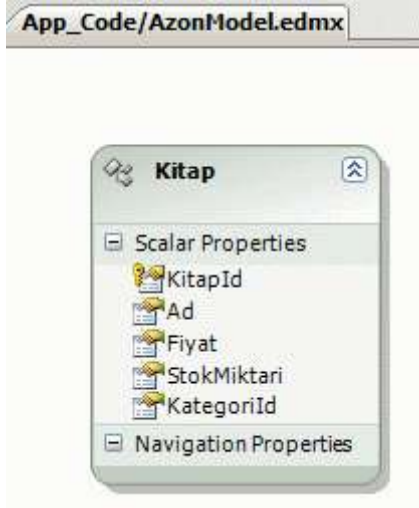 App_Code/AzonModel.edmx
Kitap
Scalar Properties
KitapId
Ad
Fiyat
StokMiktari
KategoriId
Navigation Properties